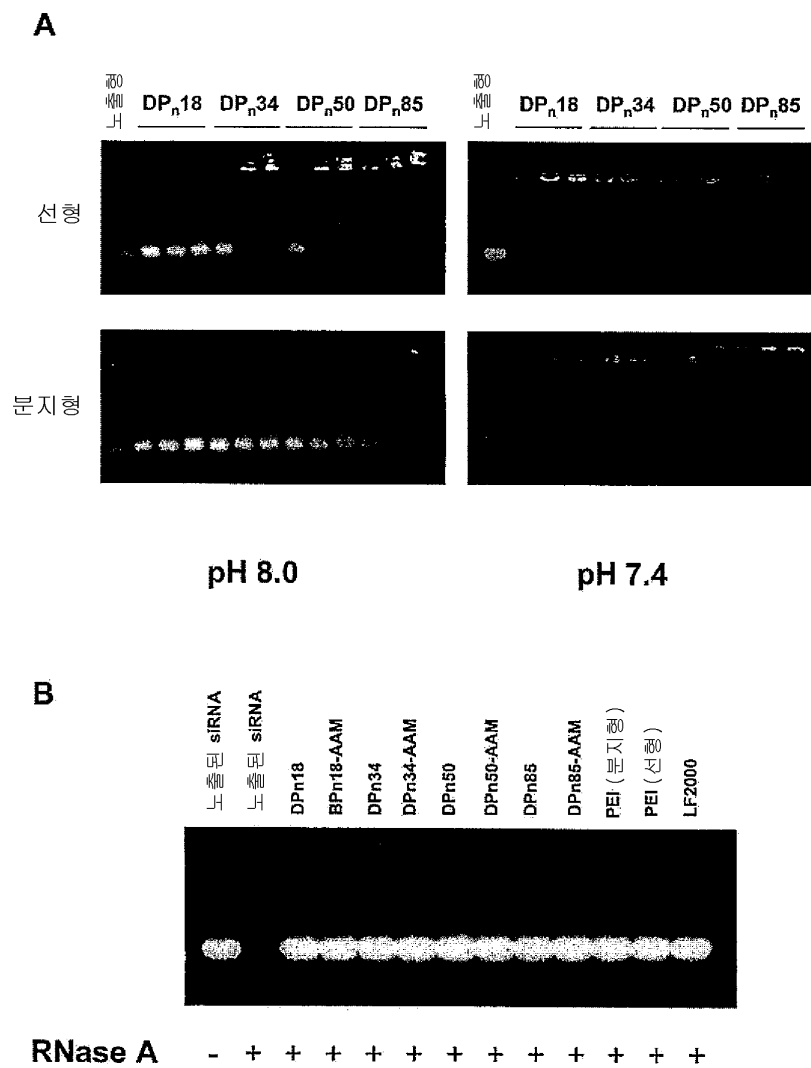 A
노출형 DPn18 DPn34 DPn50 DPn85
노출형 DPn18 DPn34 DPn50 DPn85
선형
분지형
pH 8.0
pH 7.4
B
노출된 siRNA
노출된 siRNA
DPn18
BPn18-AAM
DPn34
DPn34-AAM
DPn50
DPn50-AAM
DPn85
DPn85-AAM
PEI (분지형)
PEI (선형)
LF2000
RNase A - + + + + + + + + + + + +